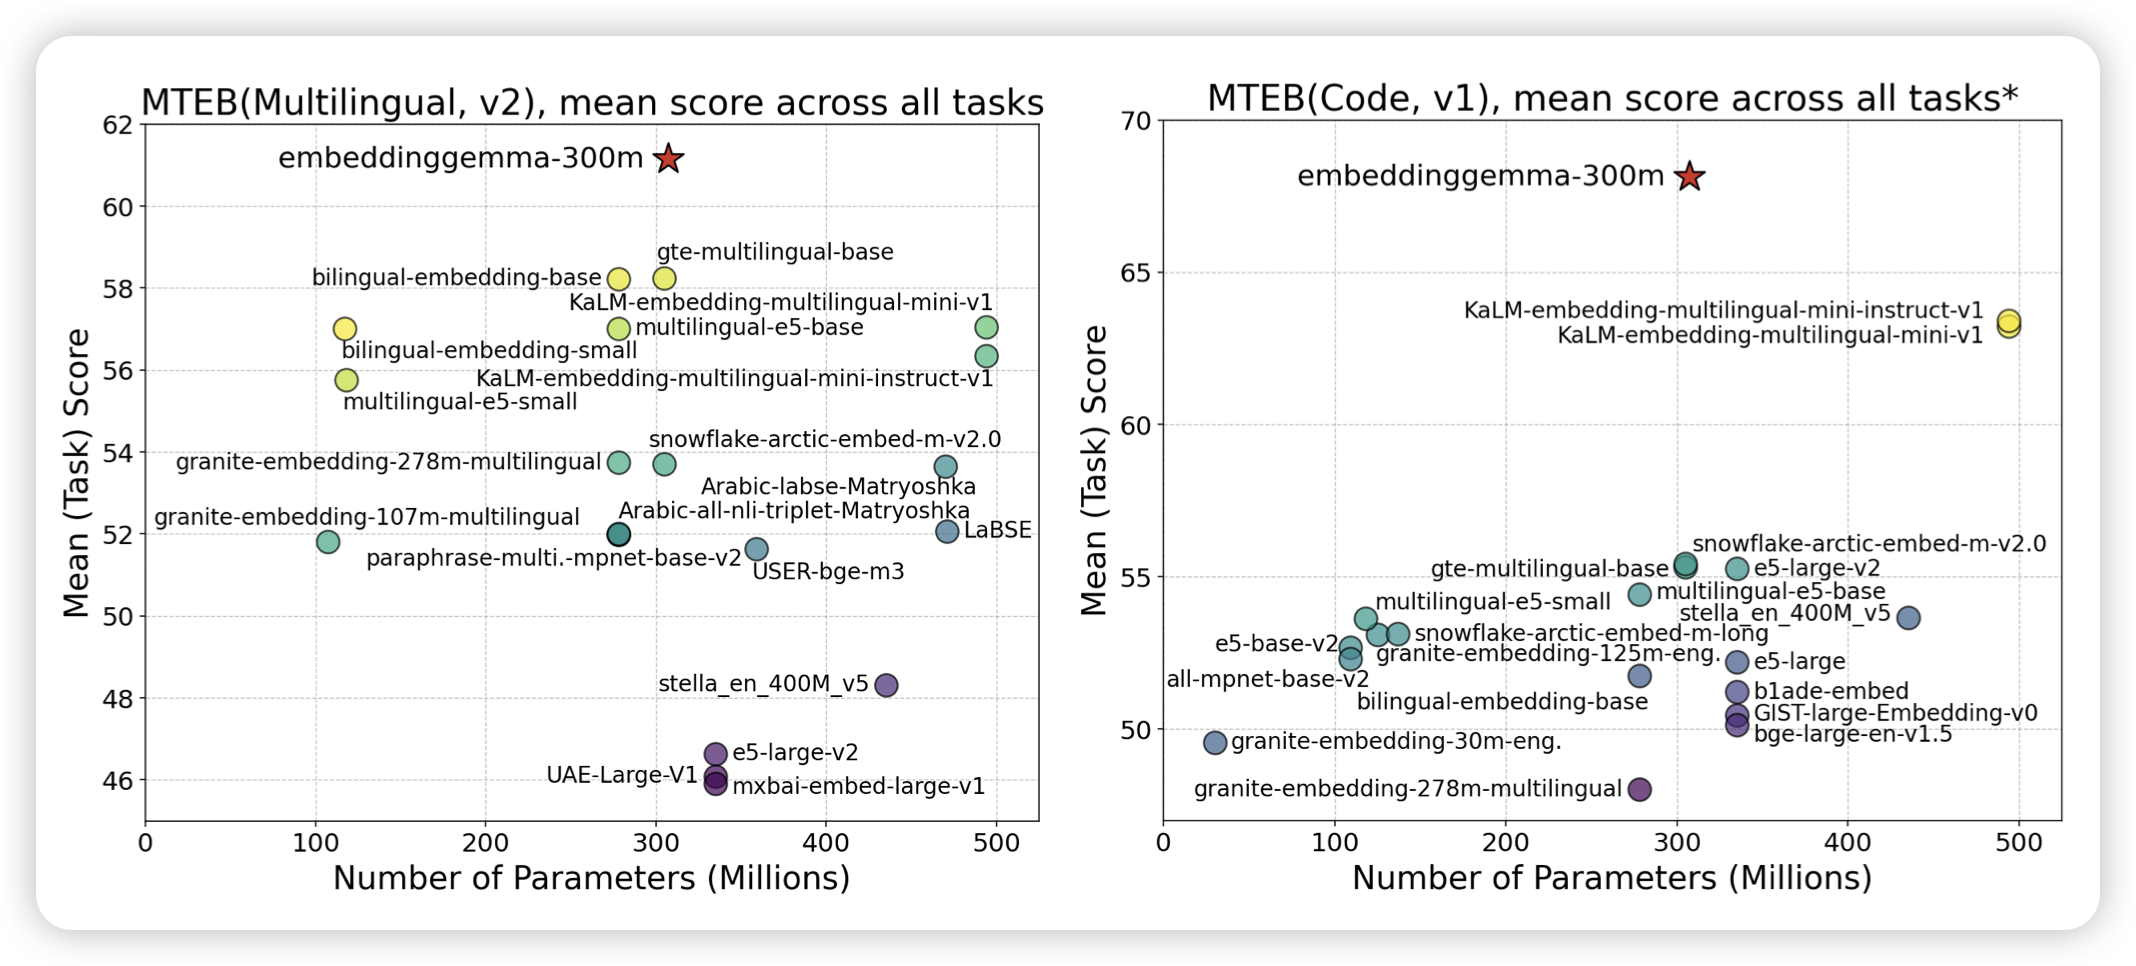 MTEB(Multilingual, v2), mean score across all tasks
62
60
58
56
54
52
50
48
46
Mean (Task) Score
embeddinggemma-300m
gte-multilingual-base
bilingual-embedding-base
KaLM-embedding-multilingual-mini-v1
multilingual-e5-base
bilingual-embedding-small
KaLM-embedding-multilingual-mini-instruct-v1
multilingual-e5-small
snowflake-arctic-embed-m-v2.0
granite-embedding-278m-multilingual
Arabic-labse-Matryoshka
Arabic-all-nli-triplet-Matryoshka
granite-embedding-107m-multilingual
LaBSE
paraphrase-multi.-mpnet-base-v2
USER-bge-m3
stella_en_400M_v5
e5-large-v2
UAE-Large-V1
mxbai-embed-large-v1
0 100 200 300 400 500
Number of Parameters (Millions)
MTEB(Code, v1), mean score across all tasks*
70
65
60
55
50
Mean (Task) Score
embeddinggemma-300m
KaLM-embedding-multilingual-mini-instruct-v1
KaLM-embedding-multilingual-mini-v1
snowflake-arctic-embed-m-v2.0
gte-multilingual-base
e5-large-v2
multilingual-e5-base
multilingual-e5-small
stella_en_400M_v5
snowflake-arctic-embed-m-long
e5-base-v2
granite-embedding-125m-eng.
e5-large
all-mpnet-base-v2
b1ade-embed
bilingual-embedding-base
GIST-large-Embedding-v0
bge-large-en-v1.5
granite-embedding-30m-eng.
granite-embedding-278m-multilingual
0 100 200 300 400 500
Number of Parameters (Millions)